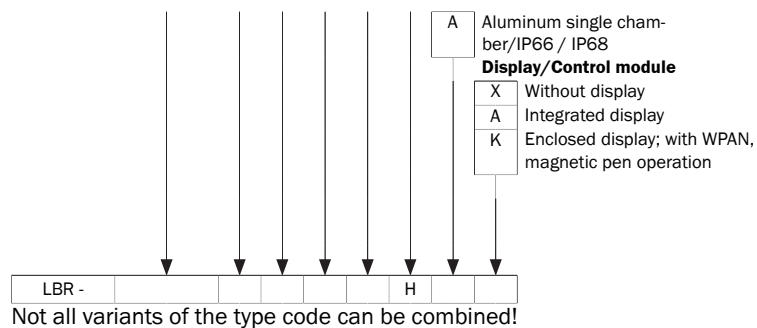 A Aluminum single cham-
ber/IP66 / IP68
Display/Control module
X Without display
A Integrated display
K Enclosed display; with WPAN,
magnetic pen operation
LBR - H
Not all variants of the type code can be combined!